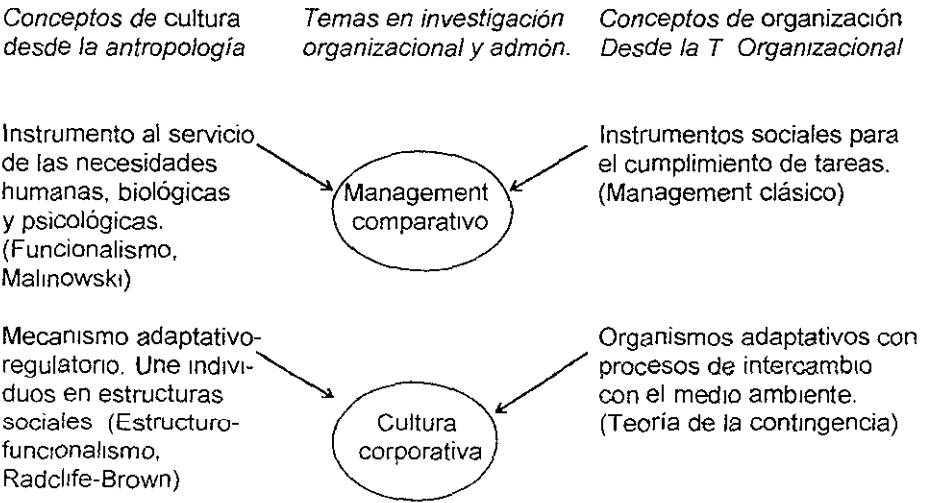 Conceptos de cultura
desde la antropología
Temas en investigación
organizacional y admón.
Conceptos de organización
Desde la T Organizacional
Instrumento al servicio
de las necesidades
humanas, biológicas
y psicológicas.
(Funcionalismo,
Malinowski)
Management
comparativo
Instrumentos sociales para
el cumplimiento de tareas.
(Management clásico)
Mecanismo adaptativo-
regulatorio. Une indivi-
duos en estructuras
sociales (Estructuro-
funcionalismo,
Radclife-Brown)
Cultura
corporativa
Organismos adaptativos con
procesos de intercambio
con el medio ambiente.
(Teoría de la contingencia)